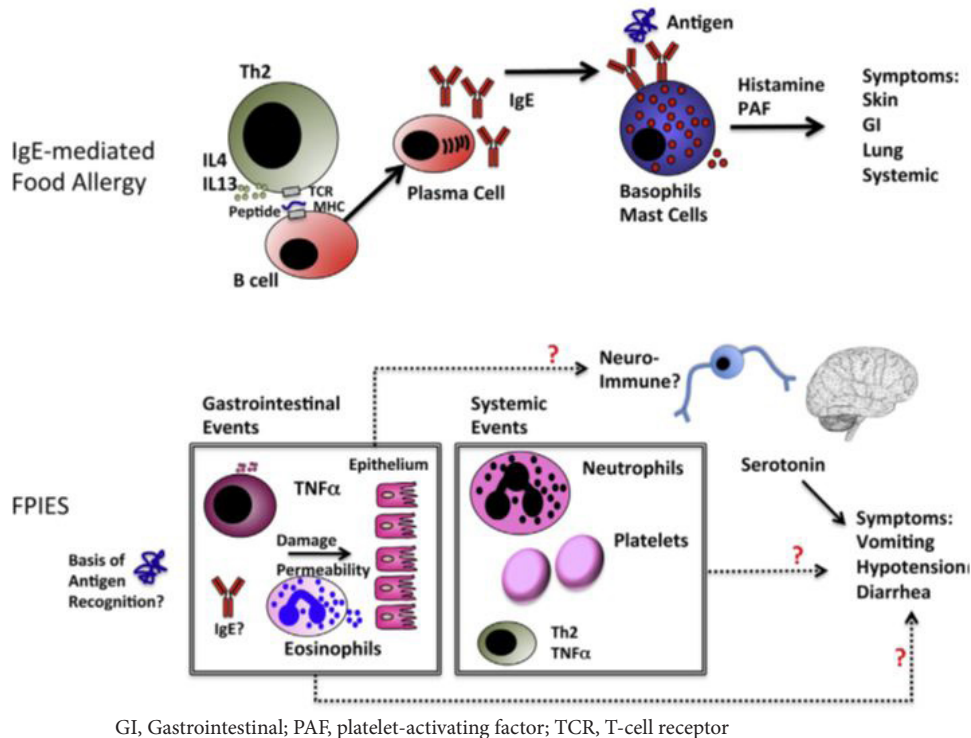 Antigen
Th2
IgE
Histamine
PAF
Symptoms:
Skin
GI
Lung
Systemic
IgE-mediated
Food Allergy
IL4
IL13
TCR
Peptide
MHC
Plasma Cell
Basophils
Mast Cells
B cell
?
Neuro-
Immune?
Gastrointestinal
Events
Systemic
Events
Epithelium
TNFα
Neutrophils
Serotonin
FPIES
Damage
Permeability
Platelets
Symptoms:
Vomiting
Hypotension
Diarrhea
?
Basis of
Antigen
Recognition?
IgE?
Eosinophils
Th2
TNFα
?
GI, Gastrointestinal; PAF, platelet-activating factor; TCR, T-cell receptor